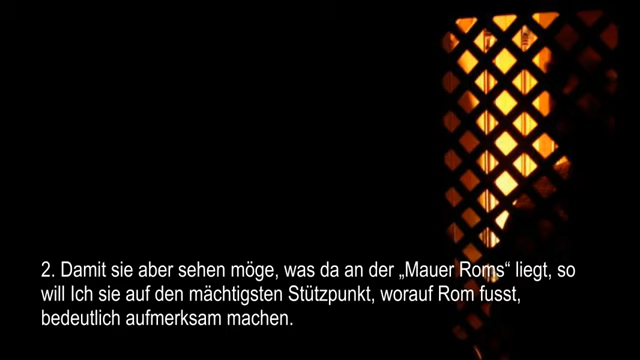 2. Damit sie aber sehen möge, was da an der „Mauer Roms“ liegt, so
will Ich sie auf den mächtigsten Stützpunkt, worauf Rom fusst,
bedeutlich aufmerksam machen.